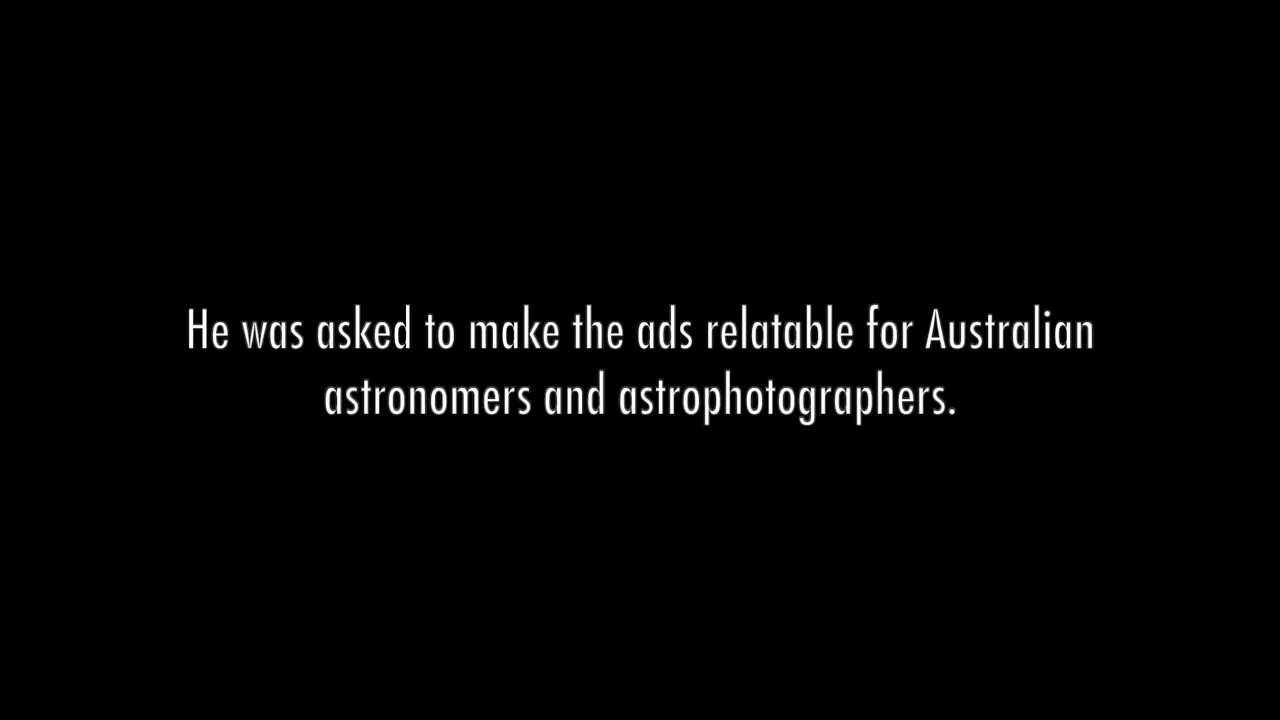 He was asked to make the ads relatable for Australian
astronomers and astrophotographers.